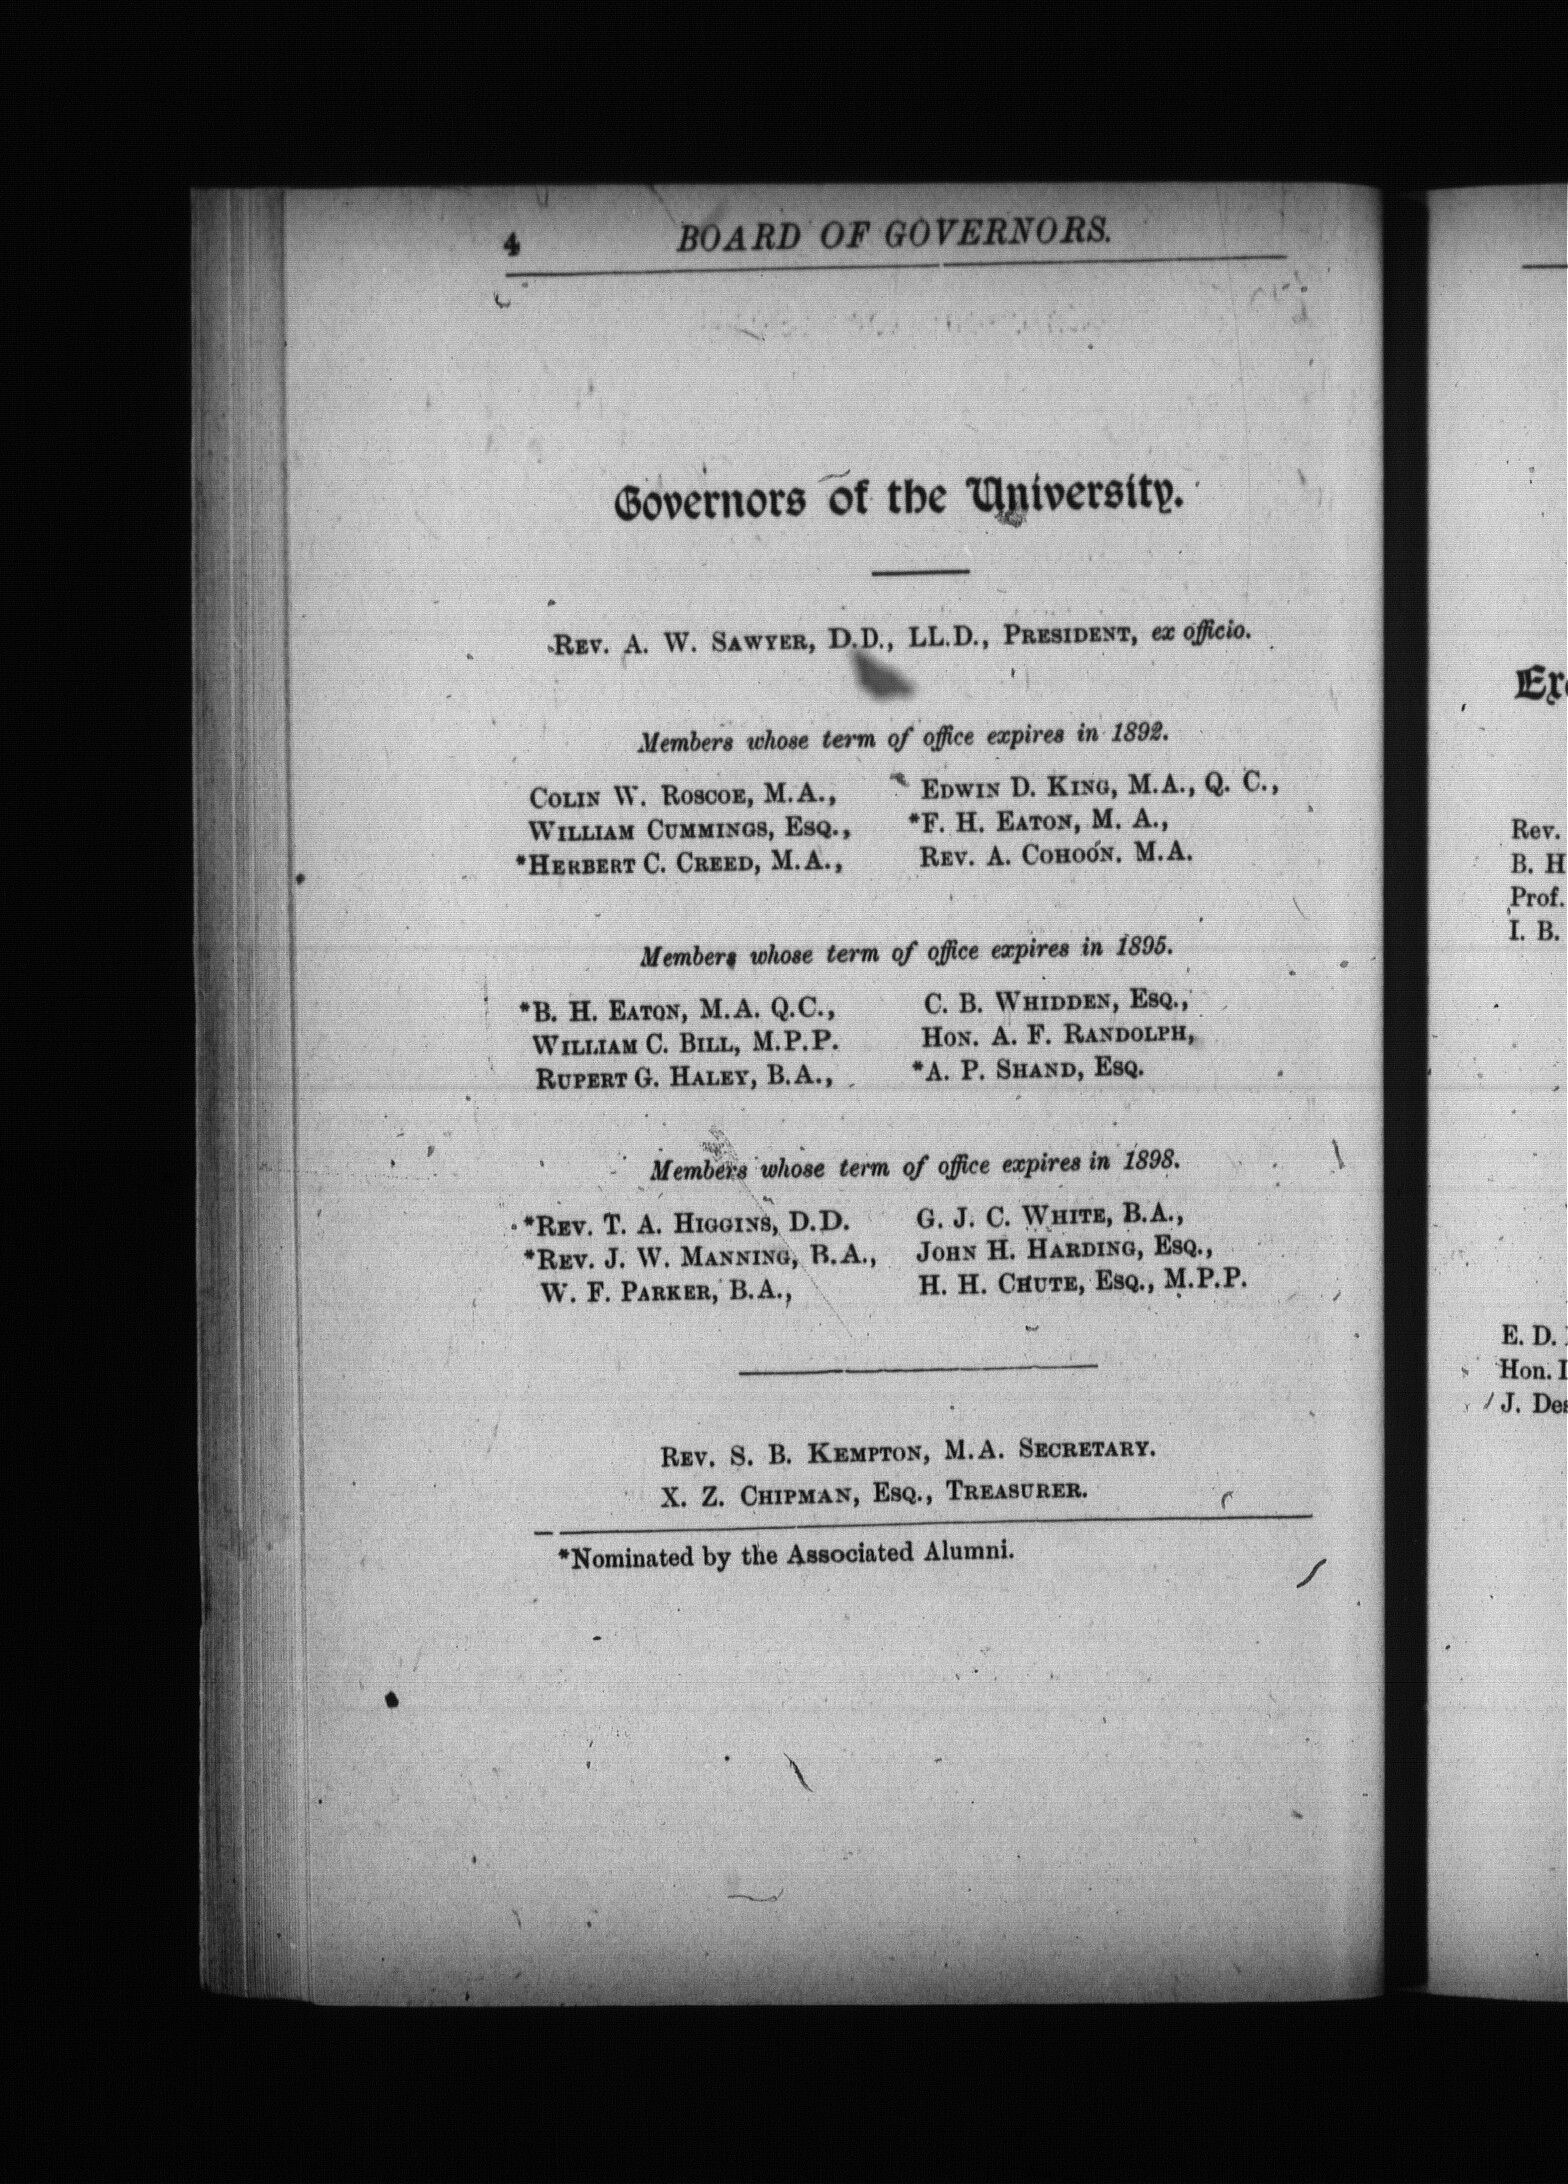 4 BOARD OF GOVERNORS.
Governors of the University.
REV. A. W. SAWYER, D.D., LL.D., PRESIDENT, ex officio.
Members whose term of office expires in 1892.
COLIN W. ROSCOE, M.A.,
WILLIAM CUMMINGS, ESQ.,
*HERBERT C. CREED, M.A.,
EDWIN D. KING, M.A., Q. C.,
*F. H. EATON, M. A.,
REV. A. COHOON. M.A.
Members whose term of office expires in 1895.
*B. H. EATON, M.A. Q.C.,
WILLIAM C. BILL, M.P.P.
RUPERT G. HALEY, B.A.,
C. B. WHIDDEN, ESQ.,
HON. A. F. RANDOLPH,
*A. P. SHAND, ESQ.
Members whose term of office expires in 1898.
*REV. T. A. HIGGINS, D.D.
*REV. J. W. MANNING, B.A.,
W. F. PARKER, B.A.,
G. J. C. WHITE, B.A.,
JOHN H. HARDING, ESQ.,
H. H. CHUTE, ESQ., M.P.P.
REV. S. B. KEMPTON, M.A. SECRETARY.
X. Z. CHIPMAN, ESQ., TREASURER.
*Nominated by the Associated Alumni.
Rev.
B. H
Prof.
I. B.
E. D.
Hon.
J.